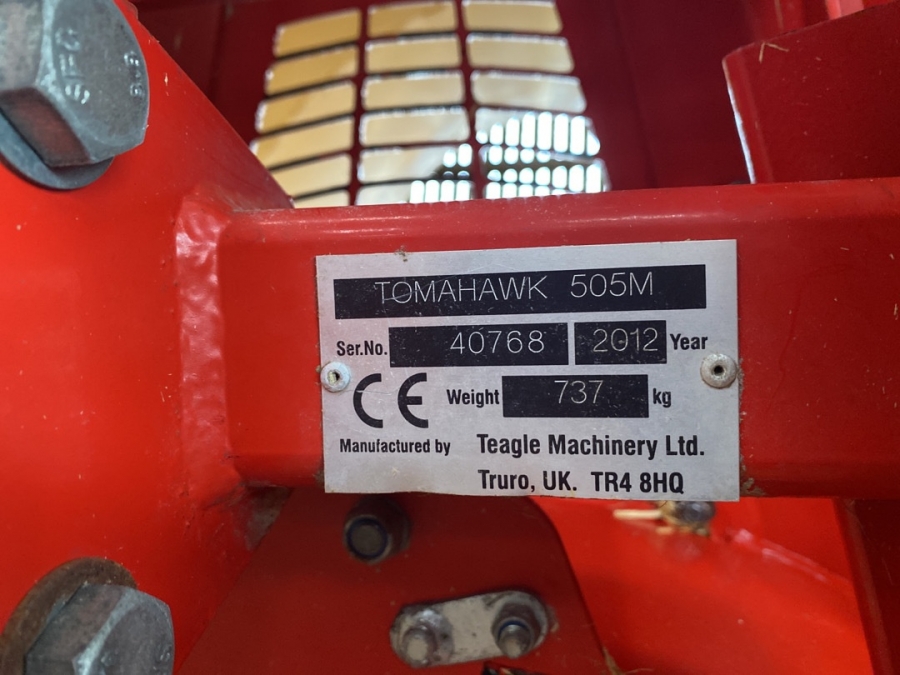 TOMAHAWK 505M
Ser.No. 40768 2012 Year
CE Weight 737 kg
Manufactured by Teagle Machinery Ltd.
Truro, UK. TR4 8HQ